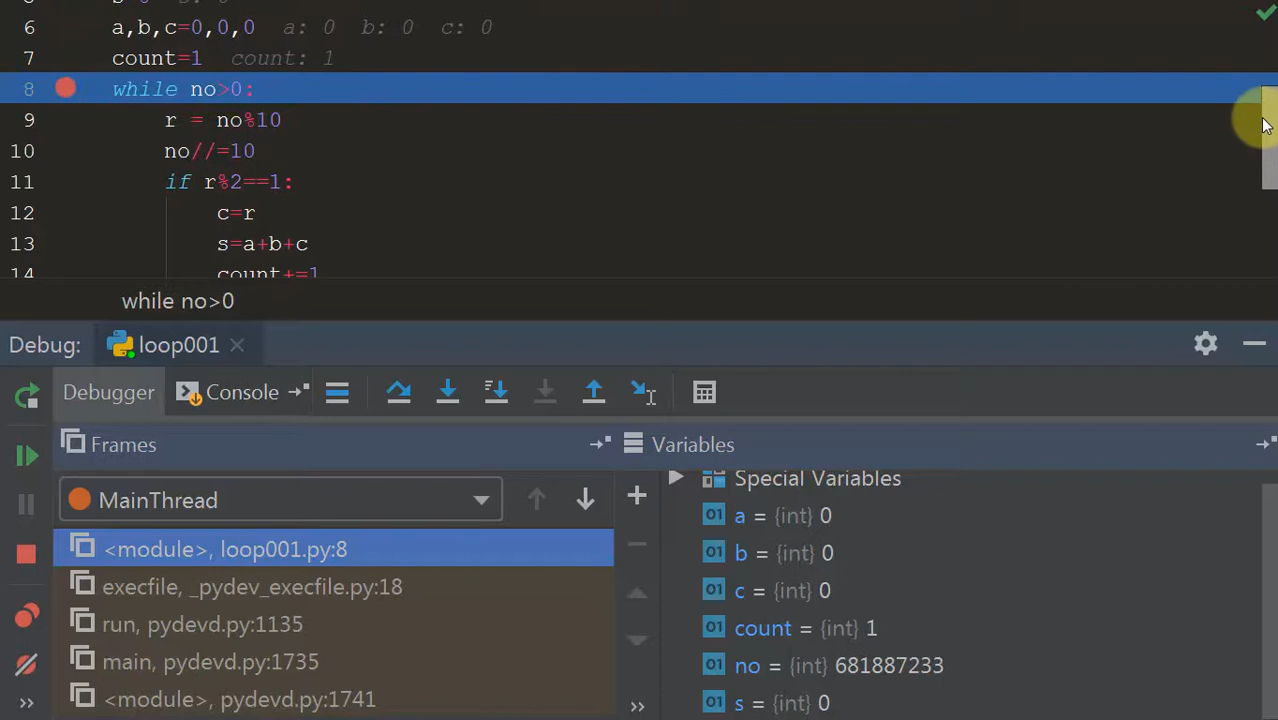 6 a,b,c=0,0,0 a: 0 b: 0 c: 0
7 count=1 count: 1
8 while no>0:
9 r = no%10
10 no//=10
11 if r%2==1:
12 c=r
13 s=a+b+c
14 count+=1
while no>0
Debug: loop001
Debugger Console
Frames
Variables
MainThread
Special Variables
<module>, loop001.py:8
a = {int} 0
execfile, _pydev_execfile.py:18
b = {int} 0
run, pydevd.py:1135
c = {int} 0
main, pydevd.py:1735
count = {int} 1
<module>, pydevd.py:1741
no = {int} 681887233
s = {int} 0